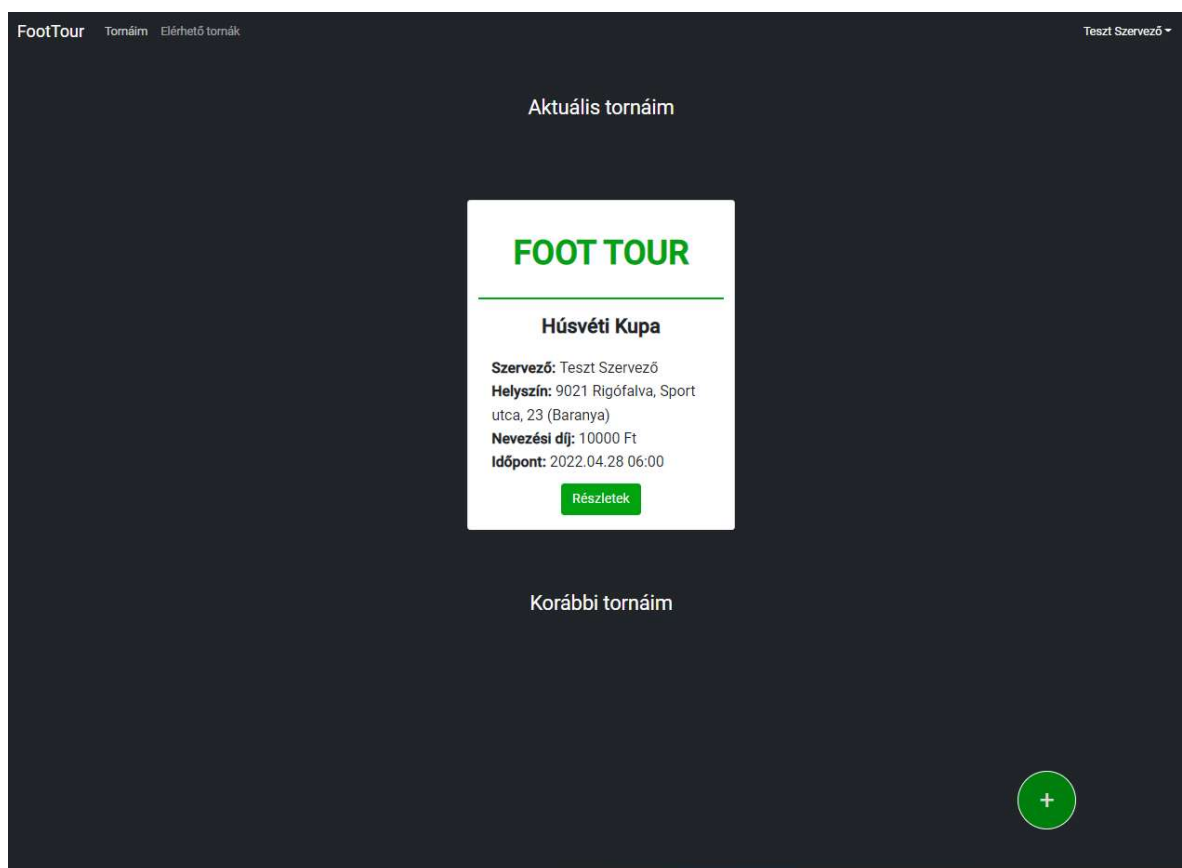 FootTour Tornáim Elérhető tornák Teszt Szervező
Aktuális tornáim
FOOT TOUR
Húsvéti Kupa
Szervező: Teszt Szervező
Helyszín: 9021 Rigófalva, Sport
utca, 23 (Baranya)
Nevezési díj: 10000 Ft
Időpont: 2022.04.28 06:00
Részletek
Korábbi tornáim
+